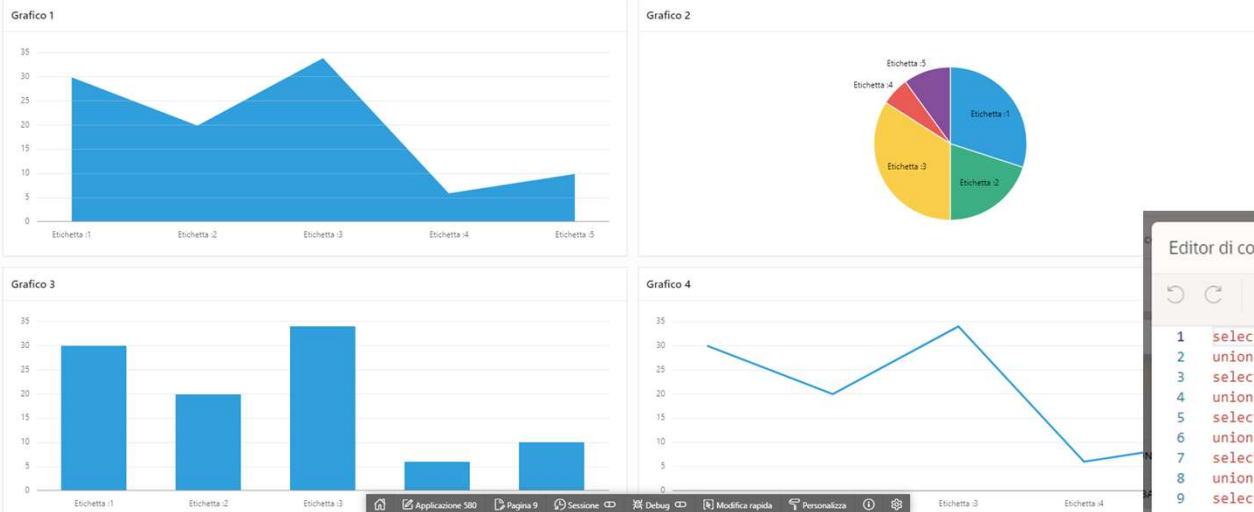 Grafico 1
35
30
25
20
15
10
5
0
Etichetta :1 Etichetta :2 Etichetta :3 Etichetta :4 Etichetta :5
Grafico 2
Etichetta :5
Etichetta :4
Etichetta :1
Etichetta :3
Etichetta :2
Grafico 3
35
30
25
20
15
10
5
0
Etichetta :1 Etichetta :2 Etichetta :3
Grafico 4
35
30
25
20
15
10
5
0
Etichetta :3 Etichetta :4
Applicazione 580 Pagina 9 Sessione Debug Modifica rapida Personalizza
Editor di co
1 selec
2 union
3 selec
4 union
5 selec
6 union
7 selec
8 union
9 selec